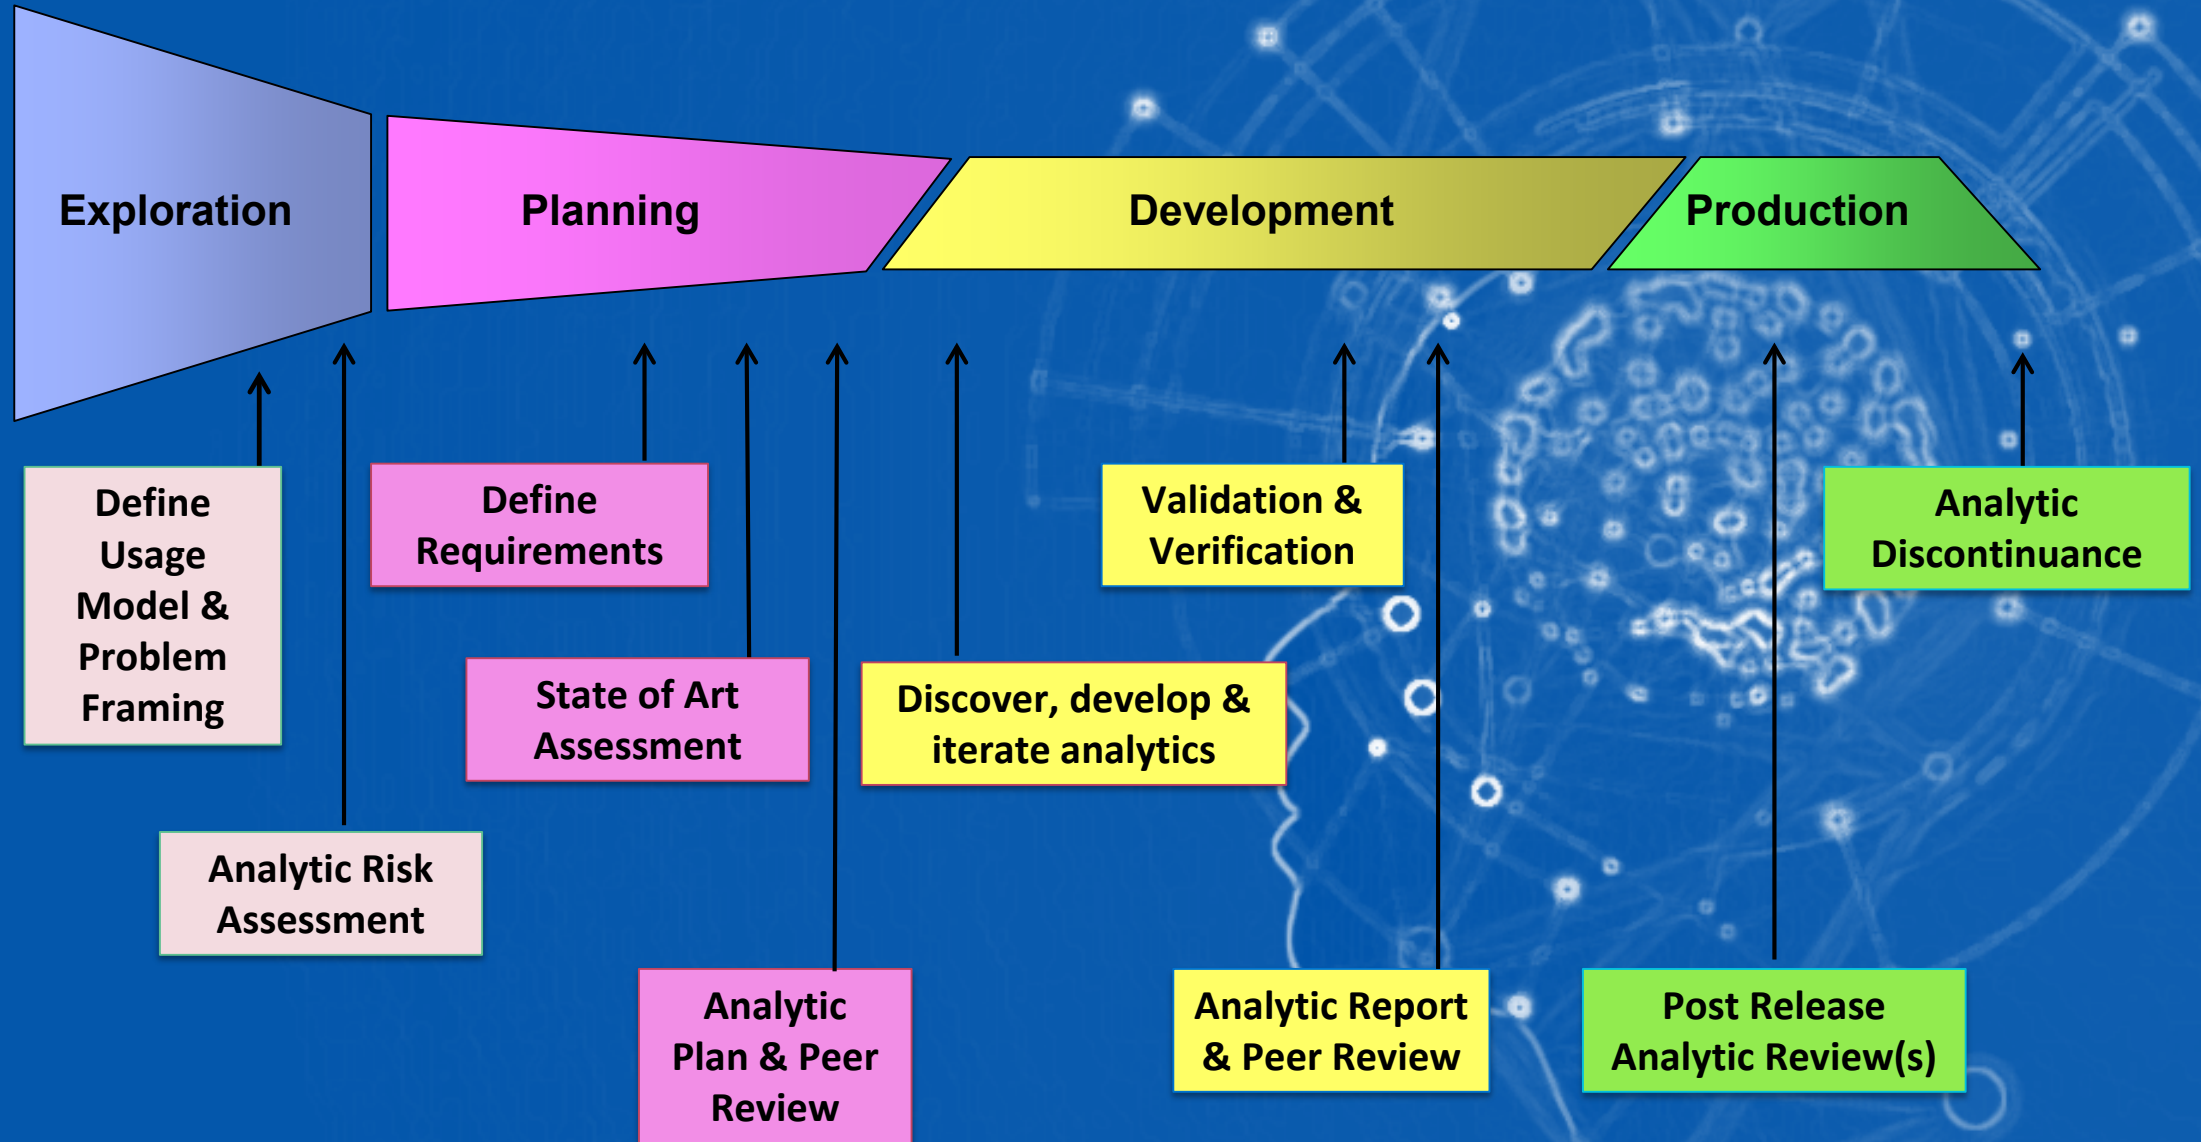 Exploration
Planning
Development
Production
Define
Usage
Model &
Problem
Framing
Analytic Risk
Assessment
Define
Requirements
State of Art
Assessment
Analytic
Plan & Peer
Review
Discover, develop &
iterate analytics
Validation &
Verification
Analytic Report
& Peer Review
Post Release
Analytic Review(s)
Analytic
Discontinuance